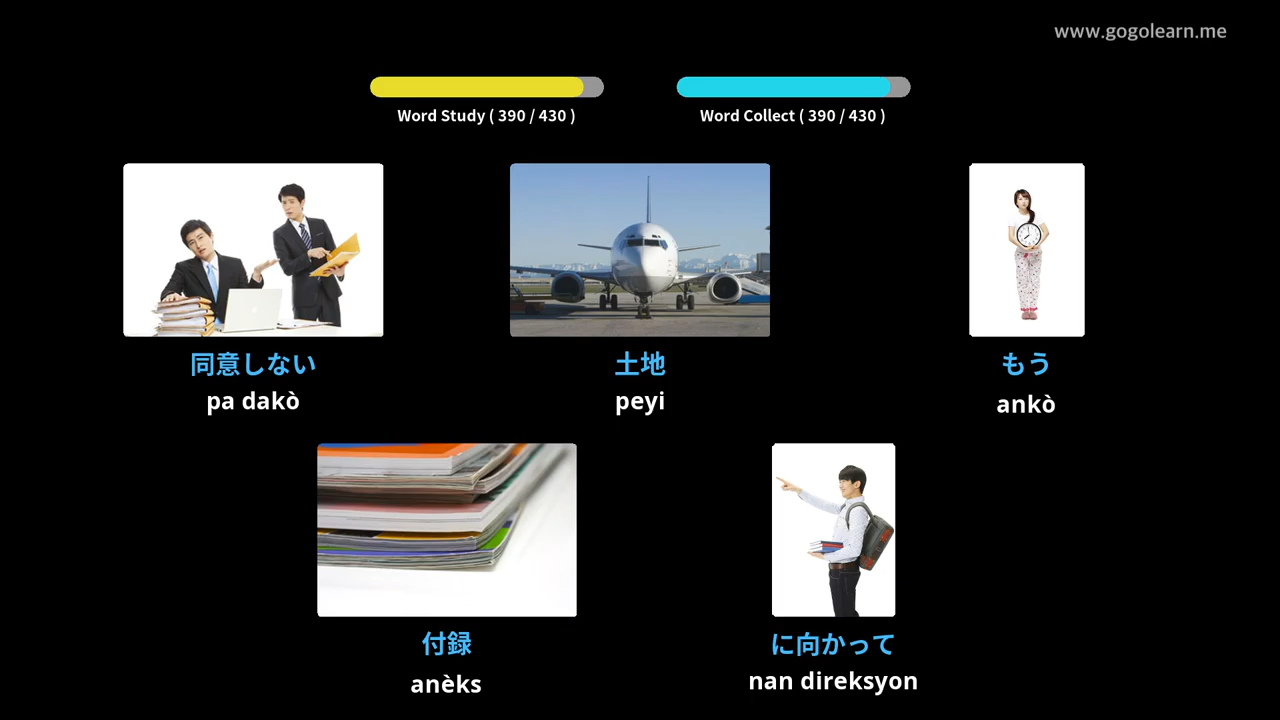 www.gogolearn.me
Word Study ( 390 / 430 )
Word Collect ( 390 / 430 )
同意しない
pa dakò
土地
peyi
もう
ankò
付録
anèks
に向かって
nan direksyon